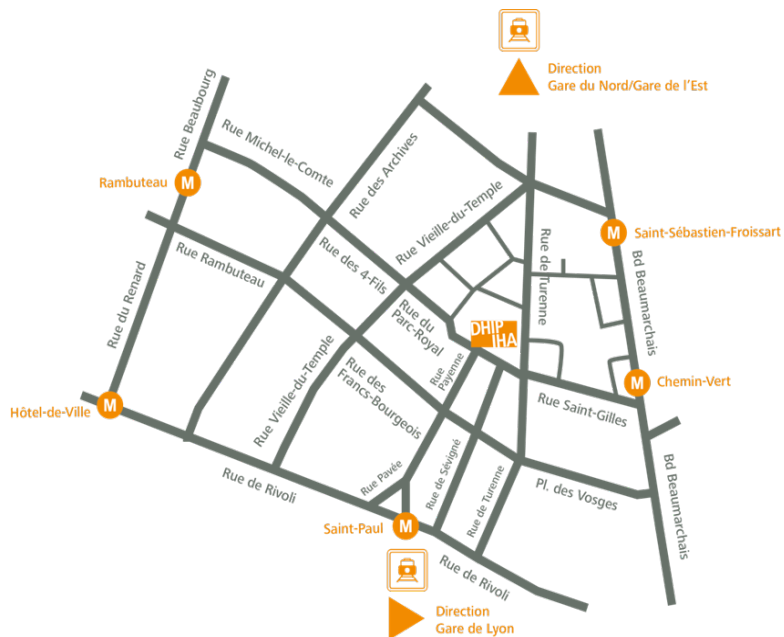 Direction
Gare du Nord/Gare de l'Est
Rue Beaubourg
Rue Michel-le-Comte
Rue des Archives
Rambuteau
M
Rue Vieille-du-Temple
M
Saint-Sébastien-Froissart
Rue Rambuteau
Rue des 4-Fils
Rue de Turenne
Bd Beaumarchais
Rue du Renard
Rue du
Parc-Royal
DHIP
IHA
Rue
Payenne
M
Chemin-Vert
Hôtel-de-Ville
M
Rue Vieille-du-Temple
Rue des
Francs-Bourgeois
Rue Saint-Gilles
Rue de Rivoli
Rue Pavée
Rue de Sévigné
Rue de Turenne
Pl. des Vosges
Bd Beaumarchais
Saint-Paul
M
Rue de Rivoli
Direction
Gare de Lyon